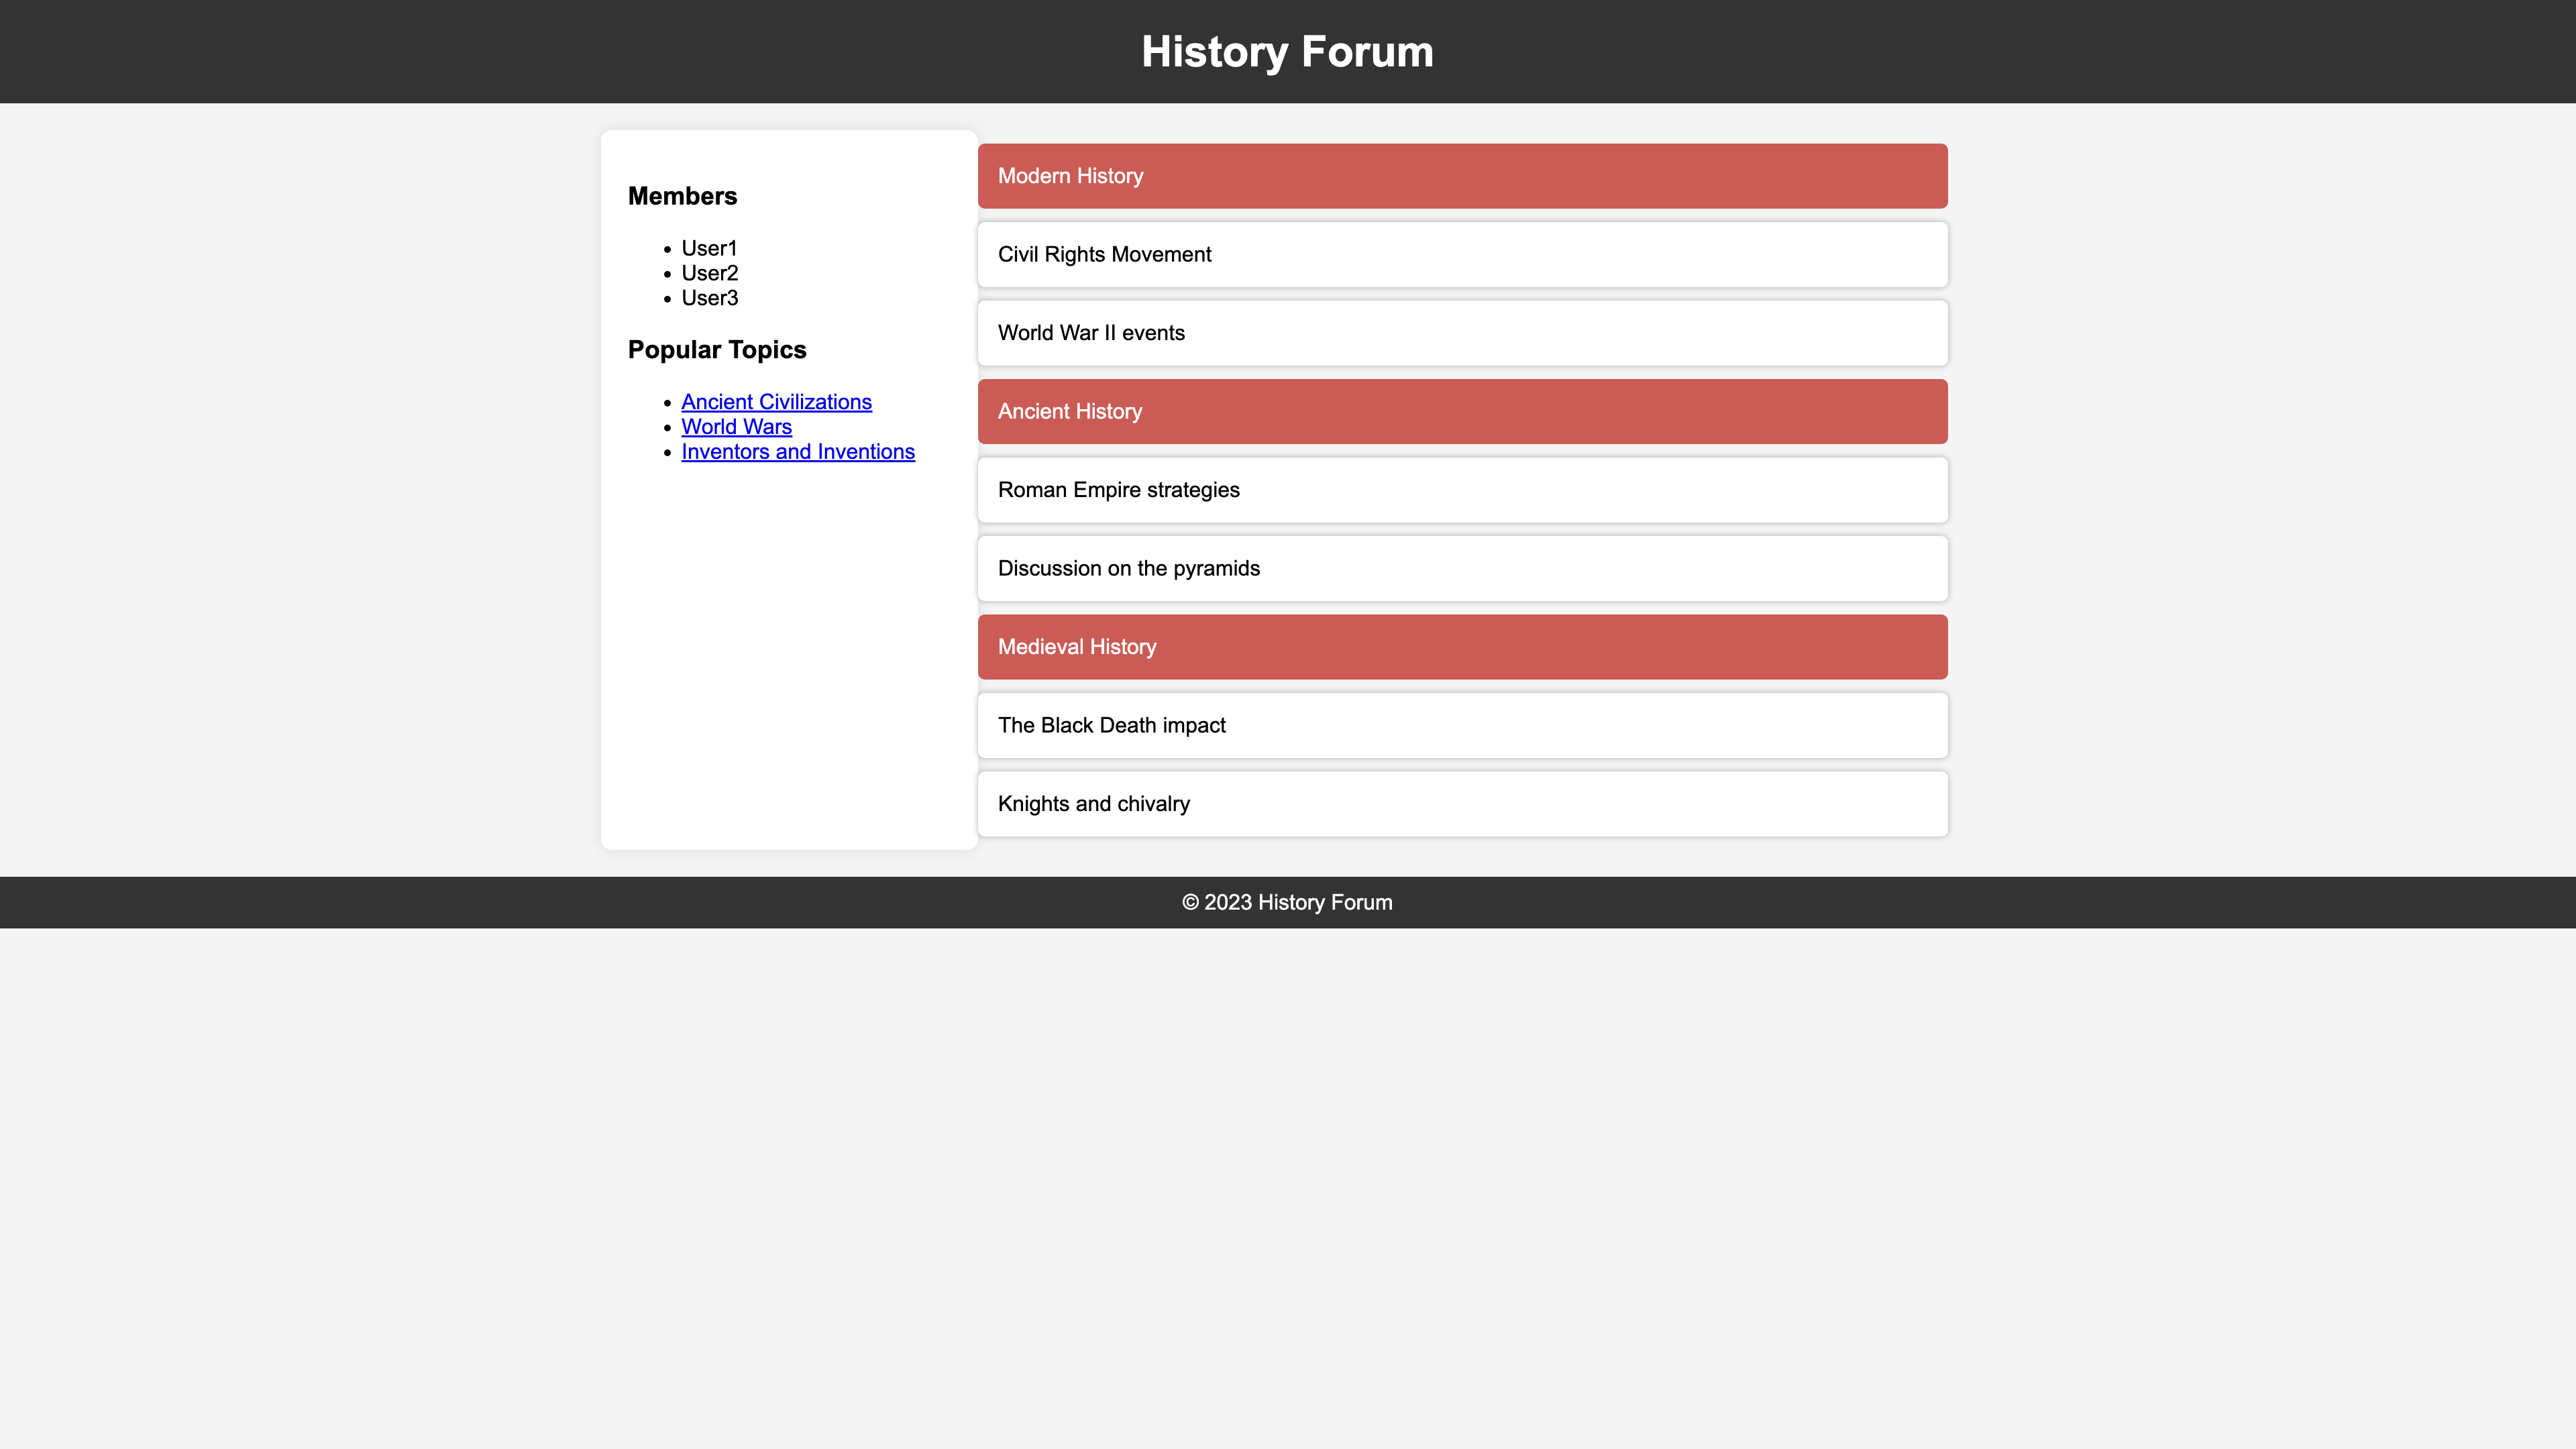 History Forum
Members
User1
User2
User3
Popular Topics
Ancient Civilizations
World Wars
Inventors and Inventions
Modern History
Civil Rights Movement
World War II events
Ancient History
Roman Empire strategies
Discussion on the pyramids
Medieval History
The Black Death impact
Knights and chivalry
© 2023 History Forum